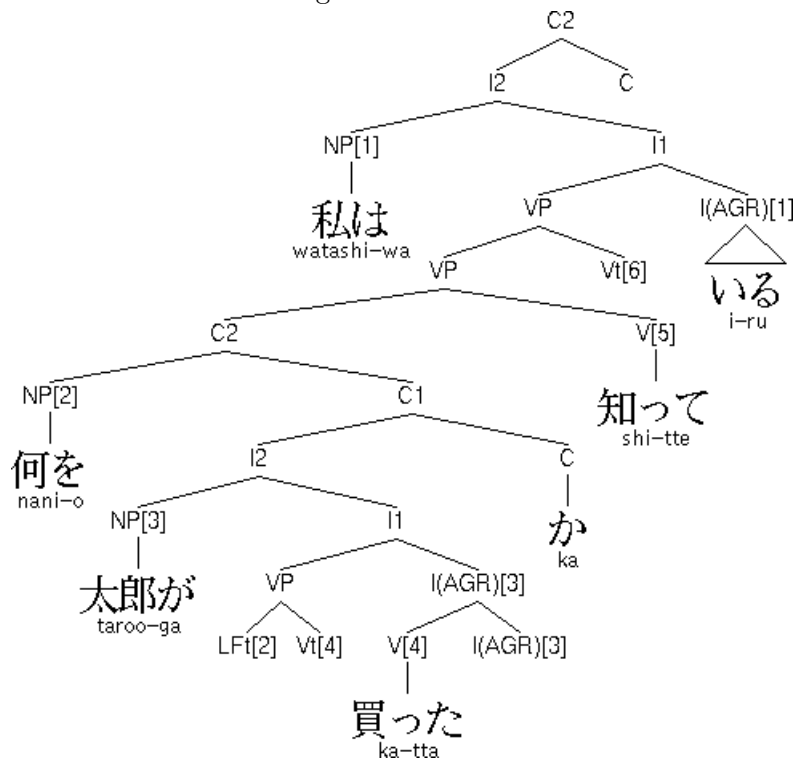 C2
I2 C
NP[1] I1
私は
watashi-wa
VP I(AGR)[1]
いる
i-ru
VP Vt[6]
C2 V[5]
知って
shi-tte
NP[2] C1
何を
nani-o
I2 C
か
ka
NP[3] I1
太郎が
taroo-ga
VP I(AGR)[3]
LFt[2] Vt[4] V[4] I(AGR)[3]
買った
ka-tta